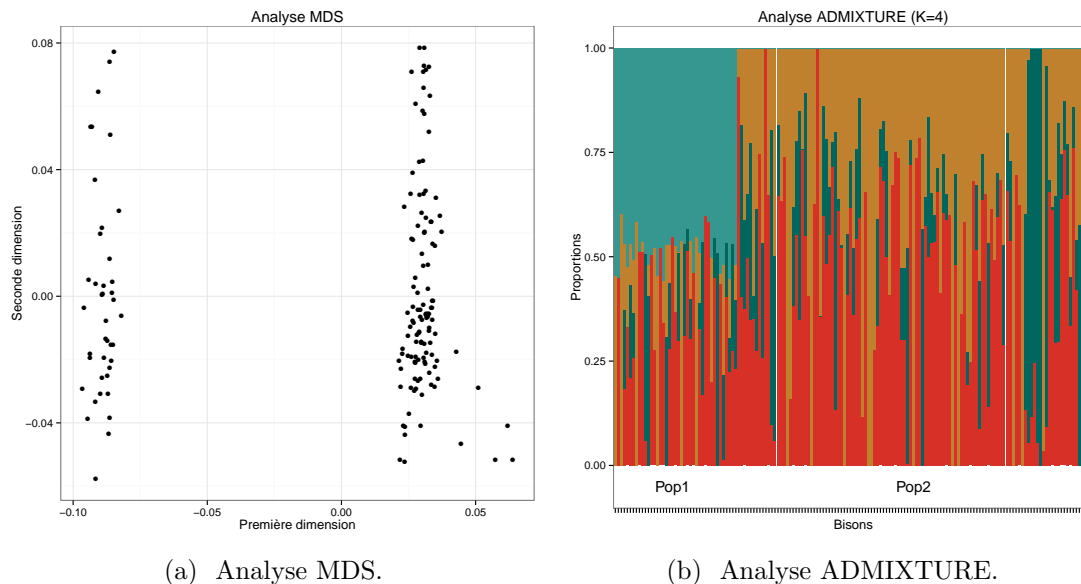 Analyse MDS
0.08
0.04
0.00
−0.04
Seconde dimension
−0.10
−0.05
0.00
0.05
Première dimension
(a) Analyse MDS.
Analyse ADMIXTURE (K=4)
1.00
0.75
0.50
0.25
0.00
Proportions
Pop1
Pop2
Bisons
(b) Analyse ADMIXTURE.